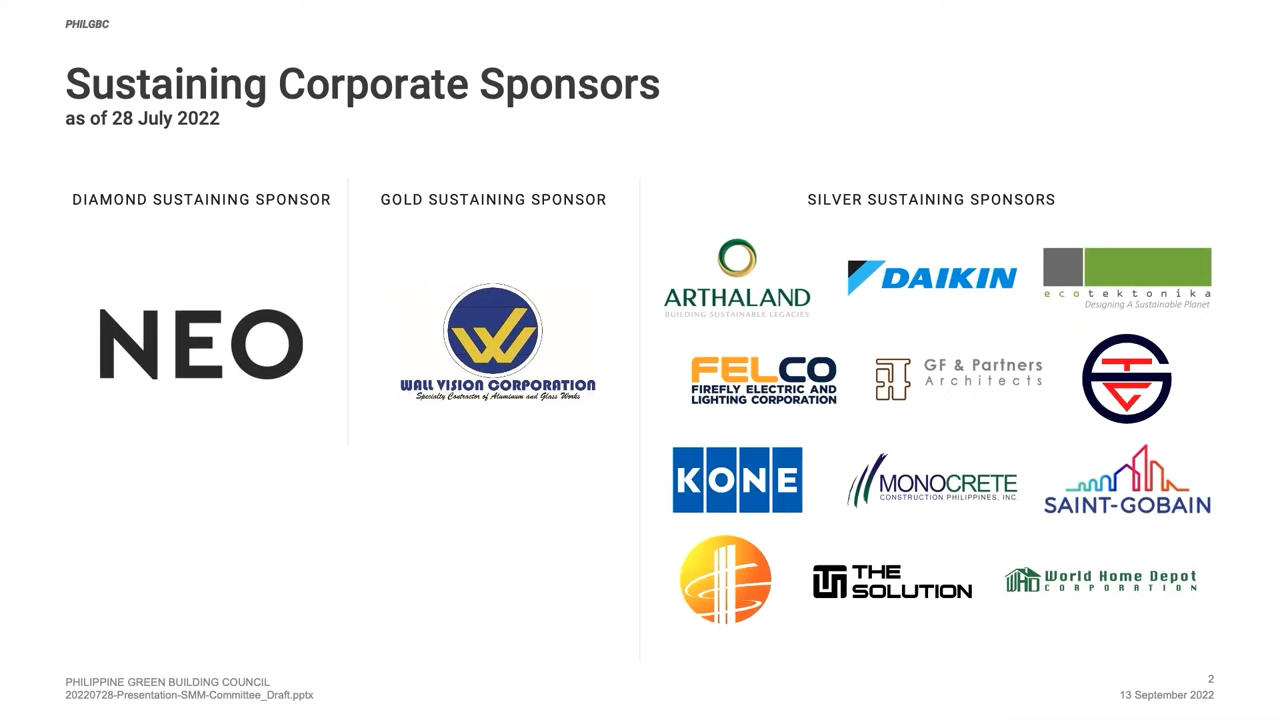 PHILGBC
Sustaining Corporate Sponsors
as of 28 July 2022
DIAMOND SUSTAINING SPONSOR
NEO
GOLD SUSTAINING SPONSOR
WALL VISION CORPORATION
Specialty Contractor of Aluminum and Glass Works
SILVER SUSTAINING SPONSORS
ARTHALAND
BUILDING SUSTAINABLE LEGACIES
DAIKIN
ecotektonika
Designing A Sustainable Planet
FELCO
FIREFLY ELECTRIC AND
LIGHTING CORPORATION
GF & Partners
Architects
KONE
MONOCRETE
CONSTRUCTION PHILIPPINES, INC.
SAINT-GOBAIN
THE
SOLUTION
WHD
World Home Depot
CORPORATION
PHILIPPINE GREEN BUILDING COUNCIL
20220728-Presentation-SMM-Committee_Draft.pptx
2
13 September 2022